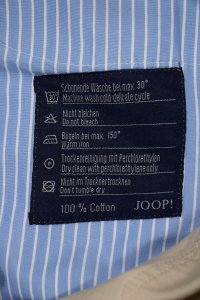 Schonende Wäsche bei max. 30°
Machine wash cold delicate cycle
Nicht bleichen
Do not bleach
Bügeln bei max. 150°
Warm iron
Trockenreinigung mit Perchlorethylen
Dry clean with perchlorethylene only
Nicht im Trockner trocknen
Don't tumble dry
100 % Cotton JOOP!